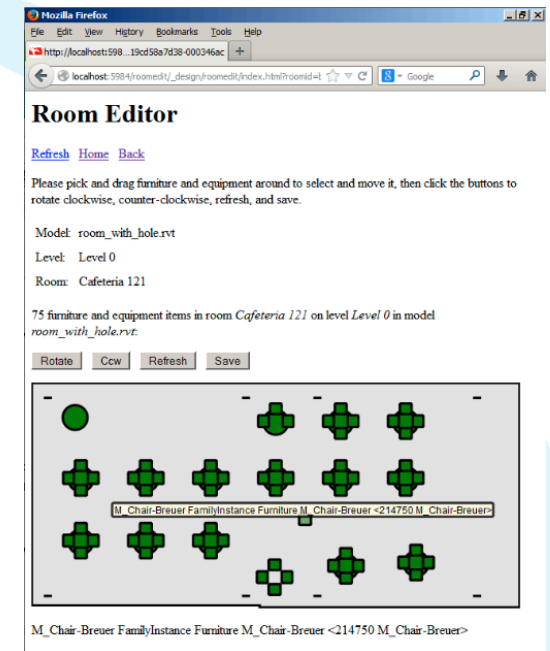 Mozilla Firefox
File Edit View History Bookmarks Tools Help
http://localhost:598...19cd58a7d38-000346ac +
localhost:5984/roomedit/_design/roomedit/index.html?roomid=
Google
Room Editor
Refresh Home Back
Please pick and drag furniture and equipment around to select and move it, then click the buttons to
rotate clockwise, counter-clockwise, refresh, and save.
Model: room_with_hole.rvt
Level: Level 0
Room: Cafeteria 121
75 furniture and equipment items in room Cafeteria 121 on level Level 0 in model
room_with_hole.rvt:
Rotate Ccw Refresh Save
M_Chair-Breuer FamilyInstance Furniture M_Chair-Breuer <214750 M_Chair-Breuer>
M_Chair-Breuer FamilyInstance Furniture M_Chair-Breuer <214750 M_Chair-Breuer>